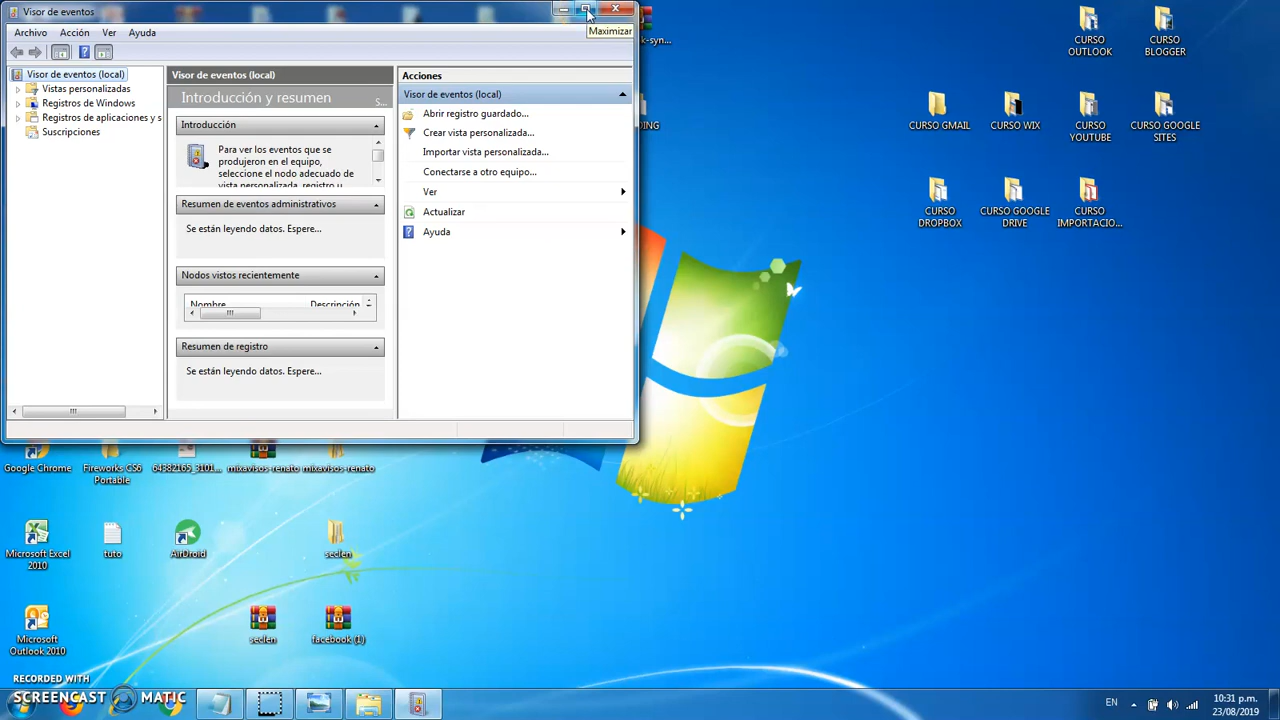 Visor de eventos
Maximizar
Archivo Acción Ver Ayuda
Visor de eventos (local)
Vistas personalizadas
Registros de Windows
Registros de aplicaciones y s
Suscripciones
Visor de eventos (local)
Introducción y resumen
S...
Introducción
Para ver los eventos que se
produjeron en el equipo,
seleccione el nodo adecuado de
vista personalizada, registro u
Resumen de eventos administrativos
Se están leyendo datos. Espere...
Nodos vistos recientemente
Nombre Descripción
Resumen de registro
Se están leyendo datos. Espere...
Acciones
Visor de eventos (local)
Abrir registro guardado...
Crear vista personalizada...
Importar vista personalizada...
Conectarse a otro equipo...
Ver
Actualizar
Ayuda
k-syn...
DING
CURSO
OUTLOOK
CURSO
BLOGGER
CURSO GMAIL
CURSO WIX
CURSO
YOUTUBE
CURSO GOOGLE
SITES
CURSO
DROPBOX
CURSO GOOGLE
DRIVE
CURSO
IMPORTACIO...
Google Chrome
Fireworks CS6
Portable
64382165_3101...
mixavisos-renato
mixavisos-renato
Microsoft Excel
2010
tuto
AirDroid
seclen
Microsoft
Outlook 2010
seclen
facebook (1)
RECORDED WITH
SCREENCAST MATIC
EN
10:31 p.m.
23/08/2019